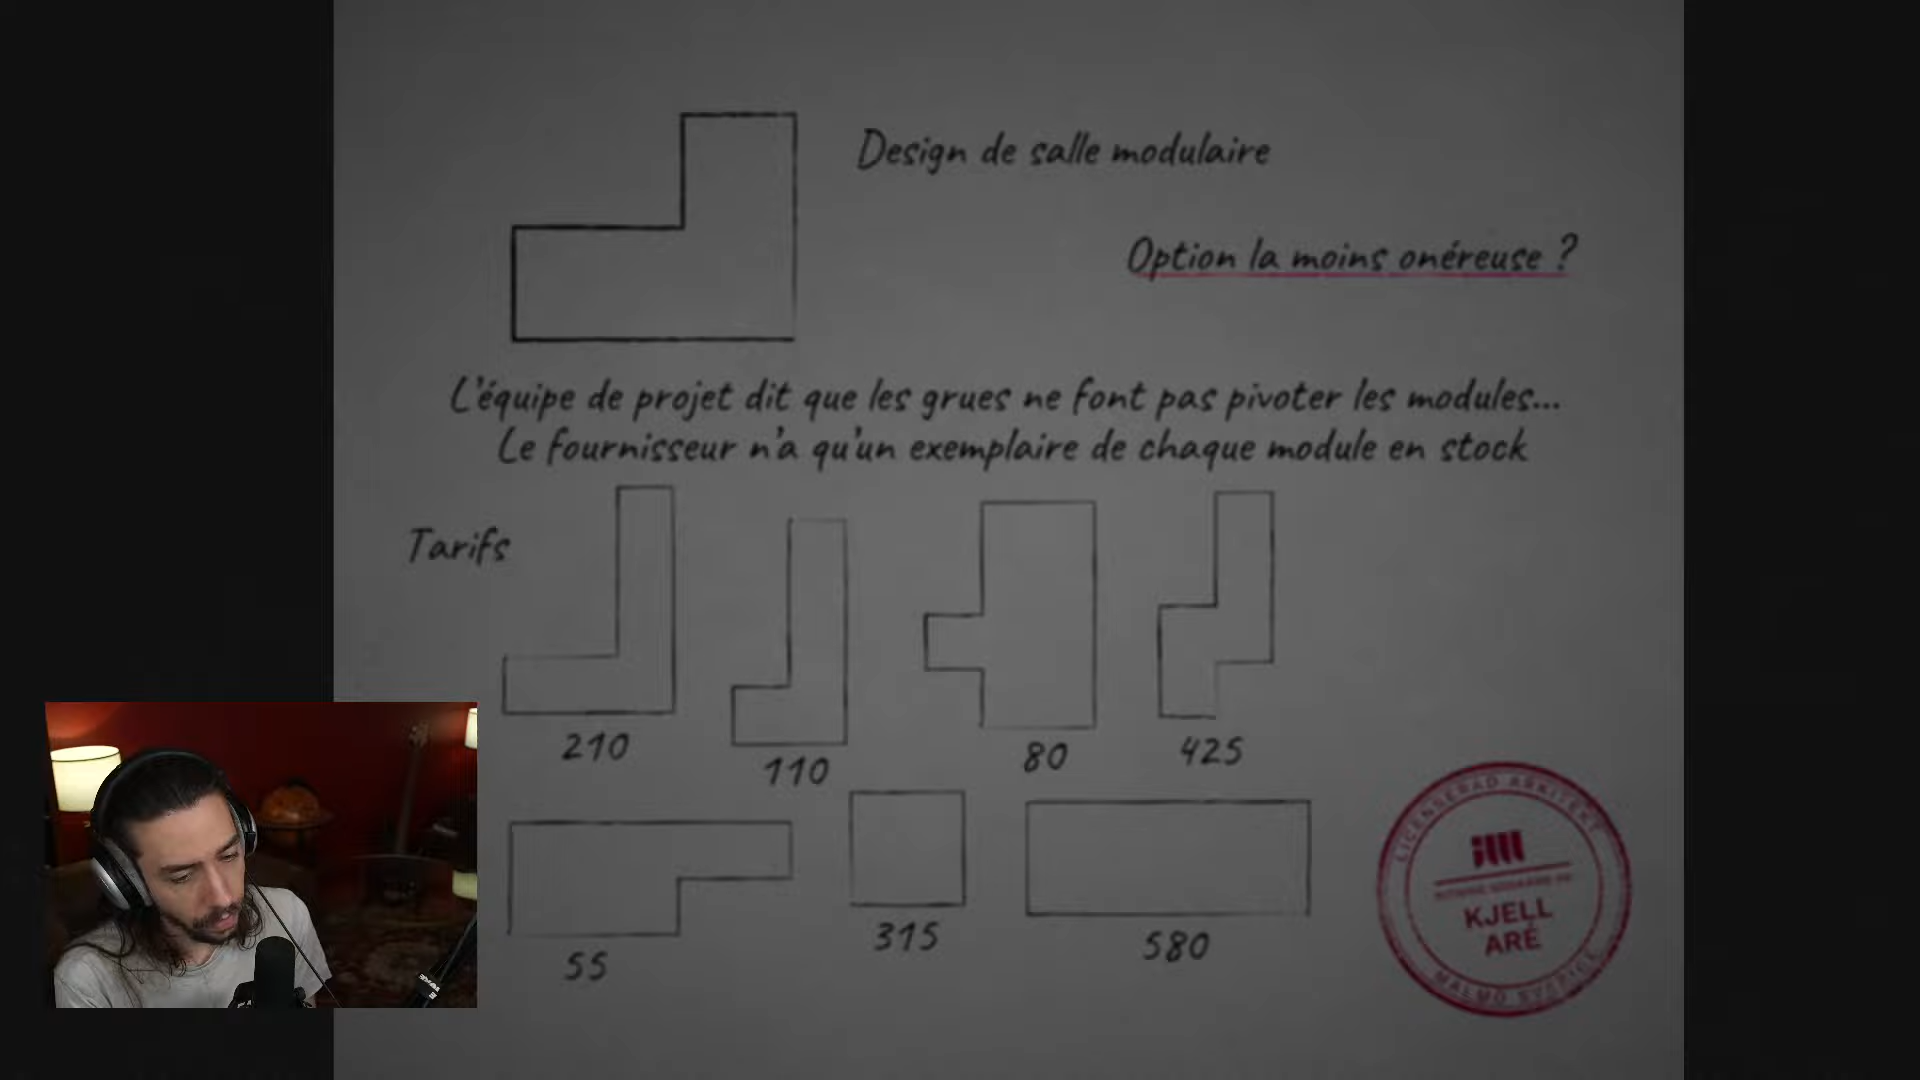 Design de salle modulaire
Option la moins onéreuse ?
L'équipe de projet dit que les grues ne font pas pivoter les modules...
Le fournisseur n'a qu'un exemplaire de chaque module en stock
Tarifs
210
110
80
425
55
315
580
LICENSERAD ARKITEKT
KJELL
ARÉ